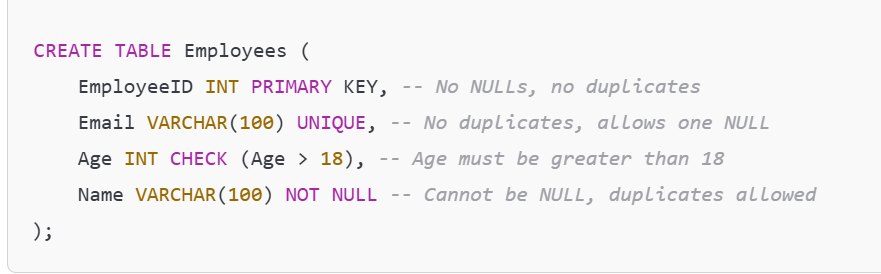 CREATE TABLE Employees (
    EmployeeID INT PRIMARY KEY, -- No NULLs, no duplicates
    Email VARCHAR(100) UNIQUE, -- No duplicates, allows one NULL
    Age INT CHECK (Age > 18), -- Age must be greater than 18
    Name VARCHAR(100) NOT NULL -- Cannot be NULL, duplicates allowed
);